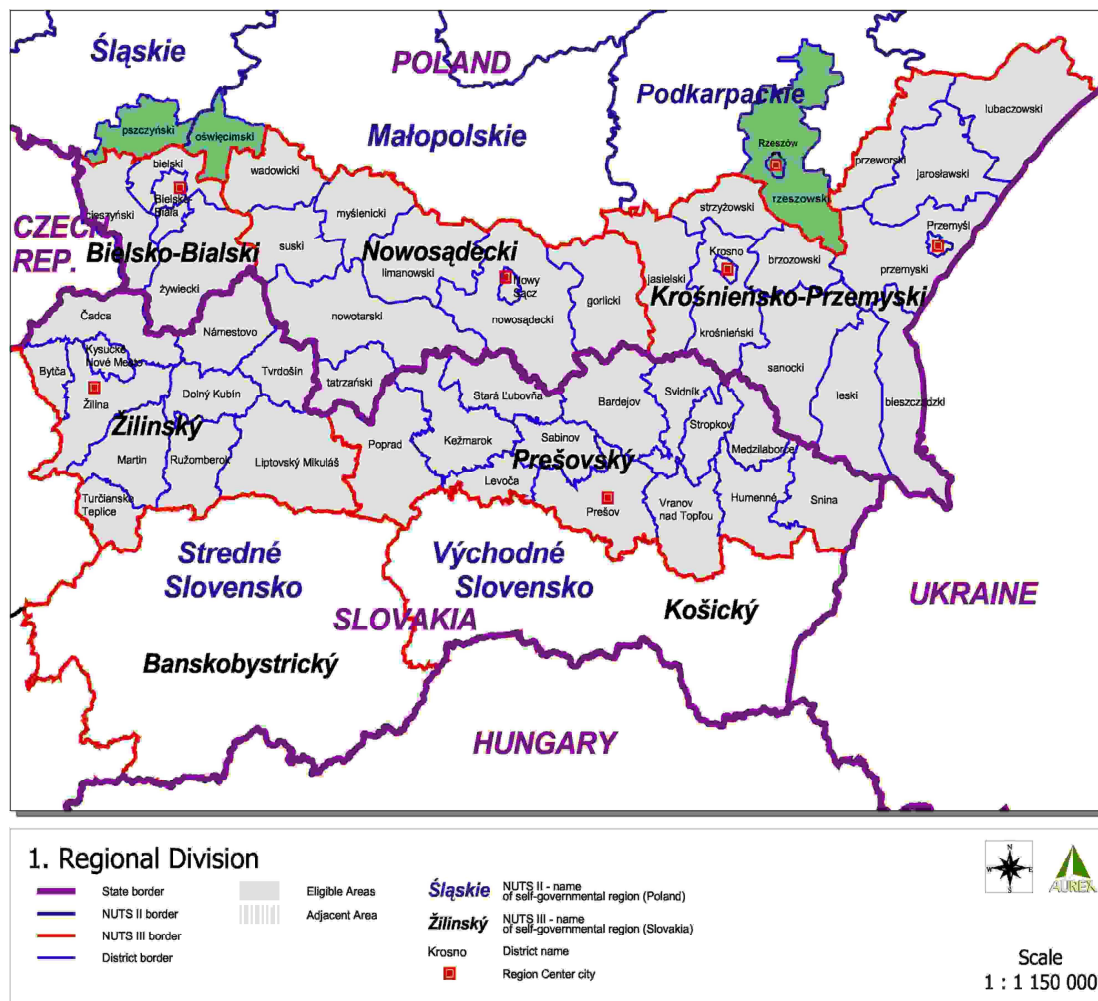 Śląskie
POLAND
Podkarpackie
lubaczowski
pszczyński
oświęcimski
Małopolskie
Rzeszów
przeworski
jarosławski
bielski
wadowicki
rzeszowski
Bielsko-
Biała
cieszyński
myślenicki
strzyżowski
Przemyśl
CZECH
REP.
Bielsko-Bialski
suski
Nowosądecki
limanowski
Krosno
brzozowski
przemyski
żywiecki
Nowy
Sącz
gorlicki
jasielski
Krośnieńsko-Przemyski
Čadca
Námestovo
nowotarski
nowosądecki
krośnieński
Kysucké
Nové Mesto
Bytča
Tvrdošín
tatrzański
sanocki
Žilina
Dolný Kubín
Stará Ľubovňa
Bardejov
Svidník
leski
bieszczadzki
Žilinský
Stropkov
Poprad
Kežmarok
Sabinov
Medzilaborce
Martin
Ružomberok
Liptovský Mikuláš
Prešovský
Levoča
Turčianske
Teplice
Prešov
Vranov
nad Topľou
Humenné
Snina
Stredné
Slovensko
Východné
Slovensko
UKRAINE
SLOVAKIA
Košický
Banskobystrický
HUNGARY
1. Regional Division
State border
NUTS II border
NUTS III border
District border
Eligible Areas
Adjacent Area
Śląskie
NUTS II - name
of self-governmental region (Poland)
Žilinský
NUTS III - name
of self-governmental region (Slovakia)
Krosno
District name
Region Center city
N
W
E
S
AUREX
Scale
1 : 1 150 000